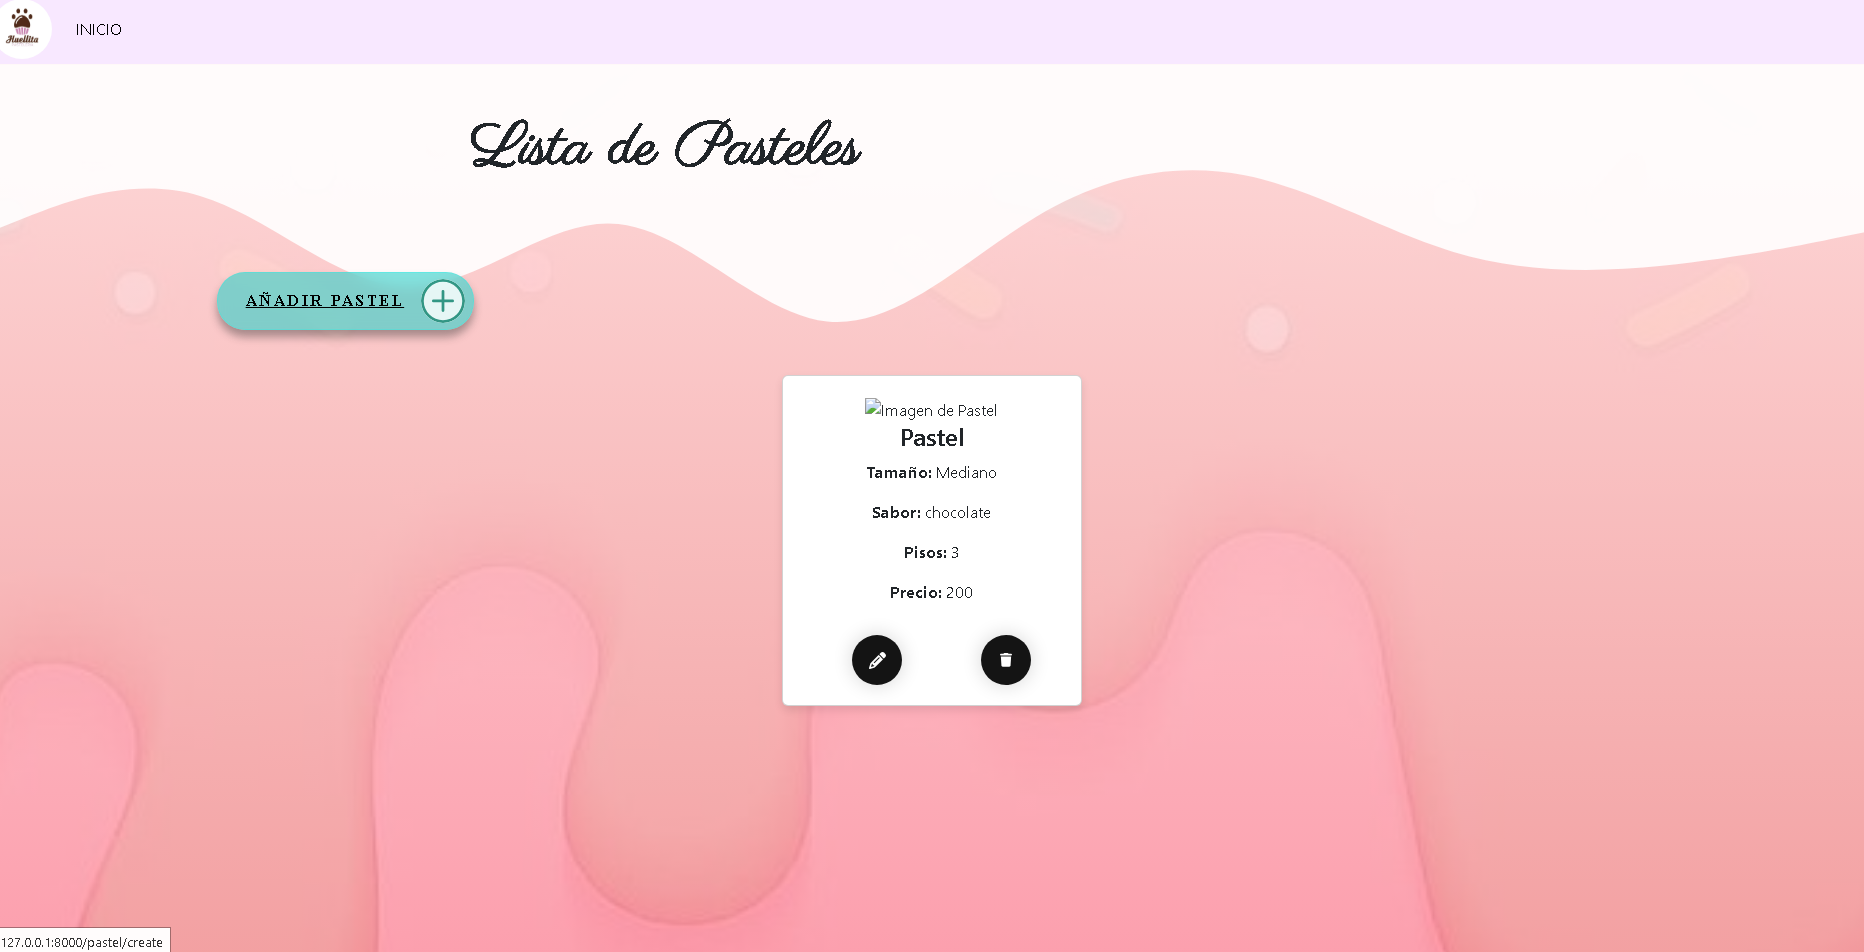 Huellita
INICIO
Lista de Pasteles
AÑADIR PASTEL
Imagen de Pastel
Pastel
Tamaño: Mediano
Sabor: chocolate
Pisos: 3
Precio: 200
127.0.0.1:8000/pastel/create